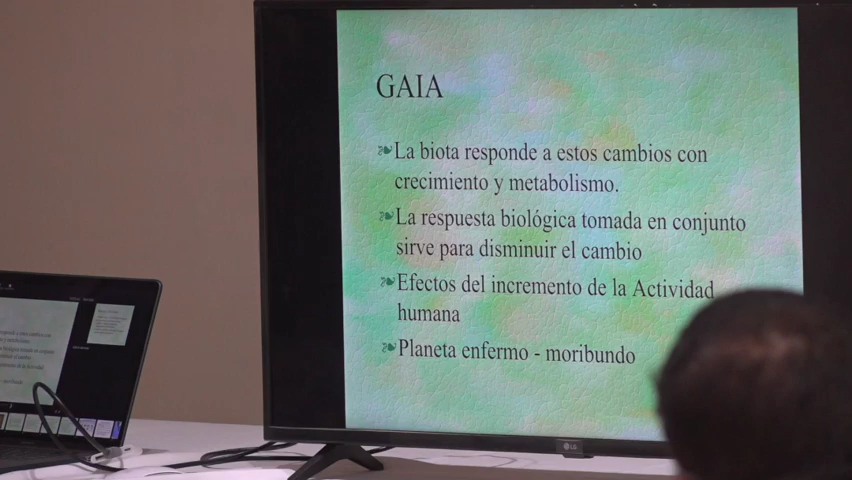 GAIA
La biota responde a estos cambios con
crecimiento y metabolismo.
La respuesta biológica tomada en conjunto
sirve para disminuir el cambio
Efectos del incremento de la Actividad
humana
Planeta enfermo - moribundo
LG